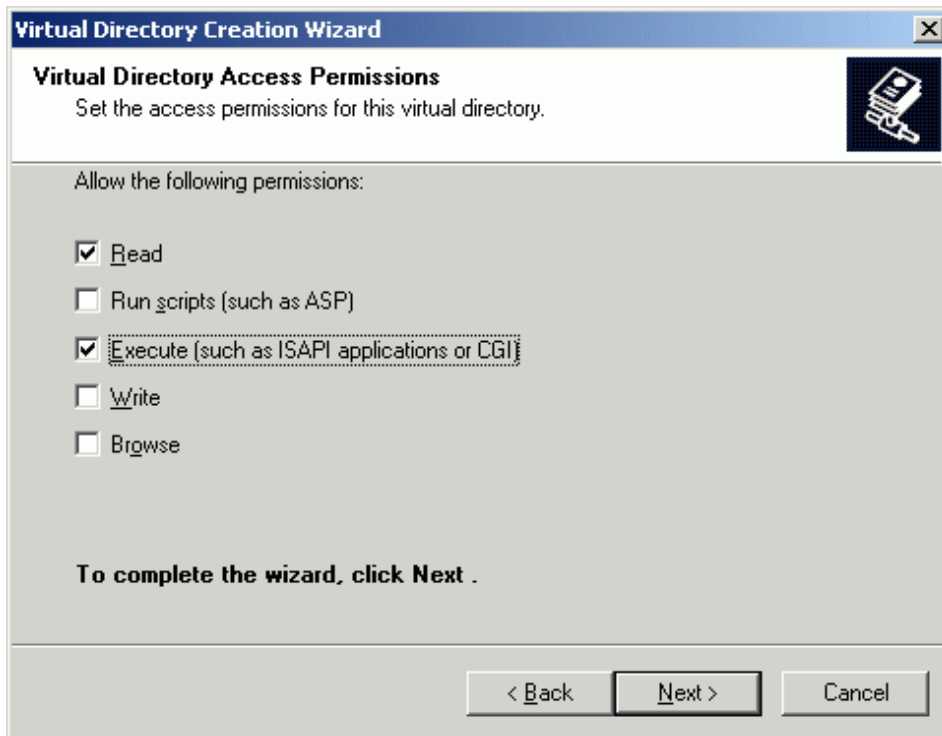 Virtual Directory Creation Wizard
Virtual Directory Access Permissions
Set the access permissions for this virtual directory.
Allow the following permissions:
Read
Run scripts (such as ASP)
Execute (such as ISAPI applications or CGI)
Write
Browse
To complete the wizard, click Next .
< Back
Next >
Cancel